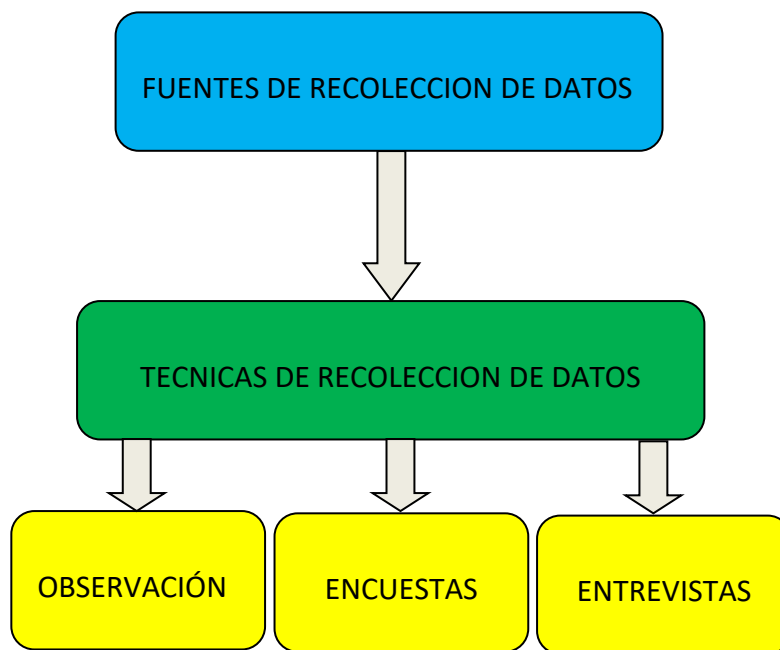 FUENTES DE RECOLECCION DE DATOS
TECNICAS DE RECOLECCION DE DATOS
OBSERVACIÓN
ENCUESTAS
ENTREVISTAS